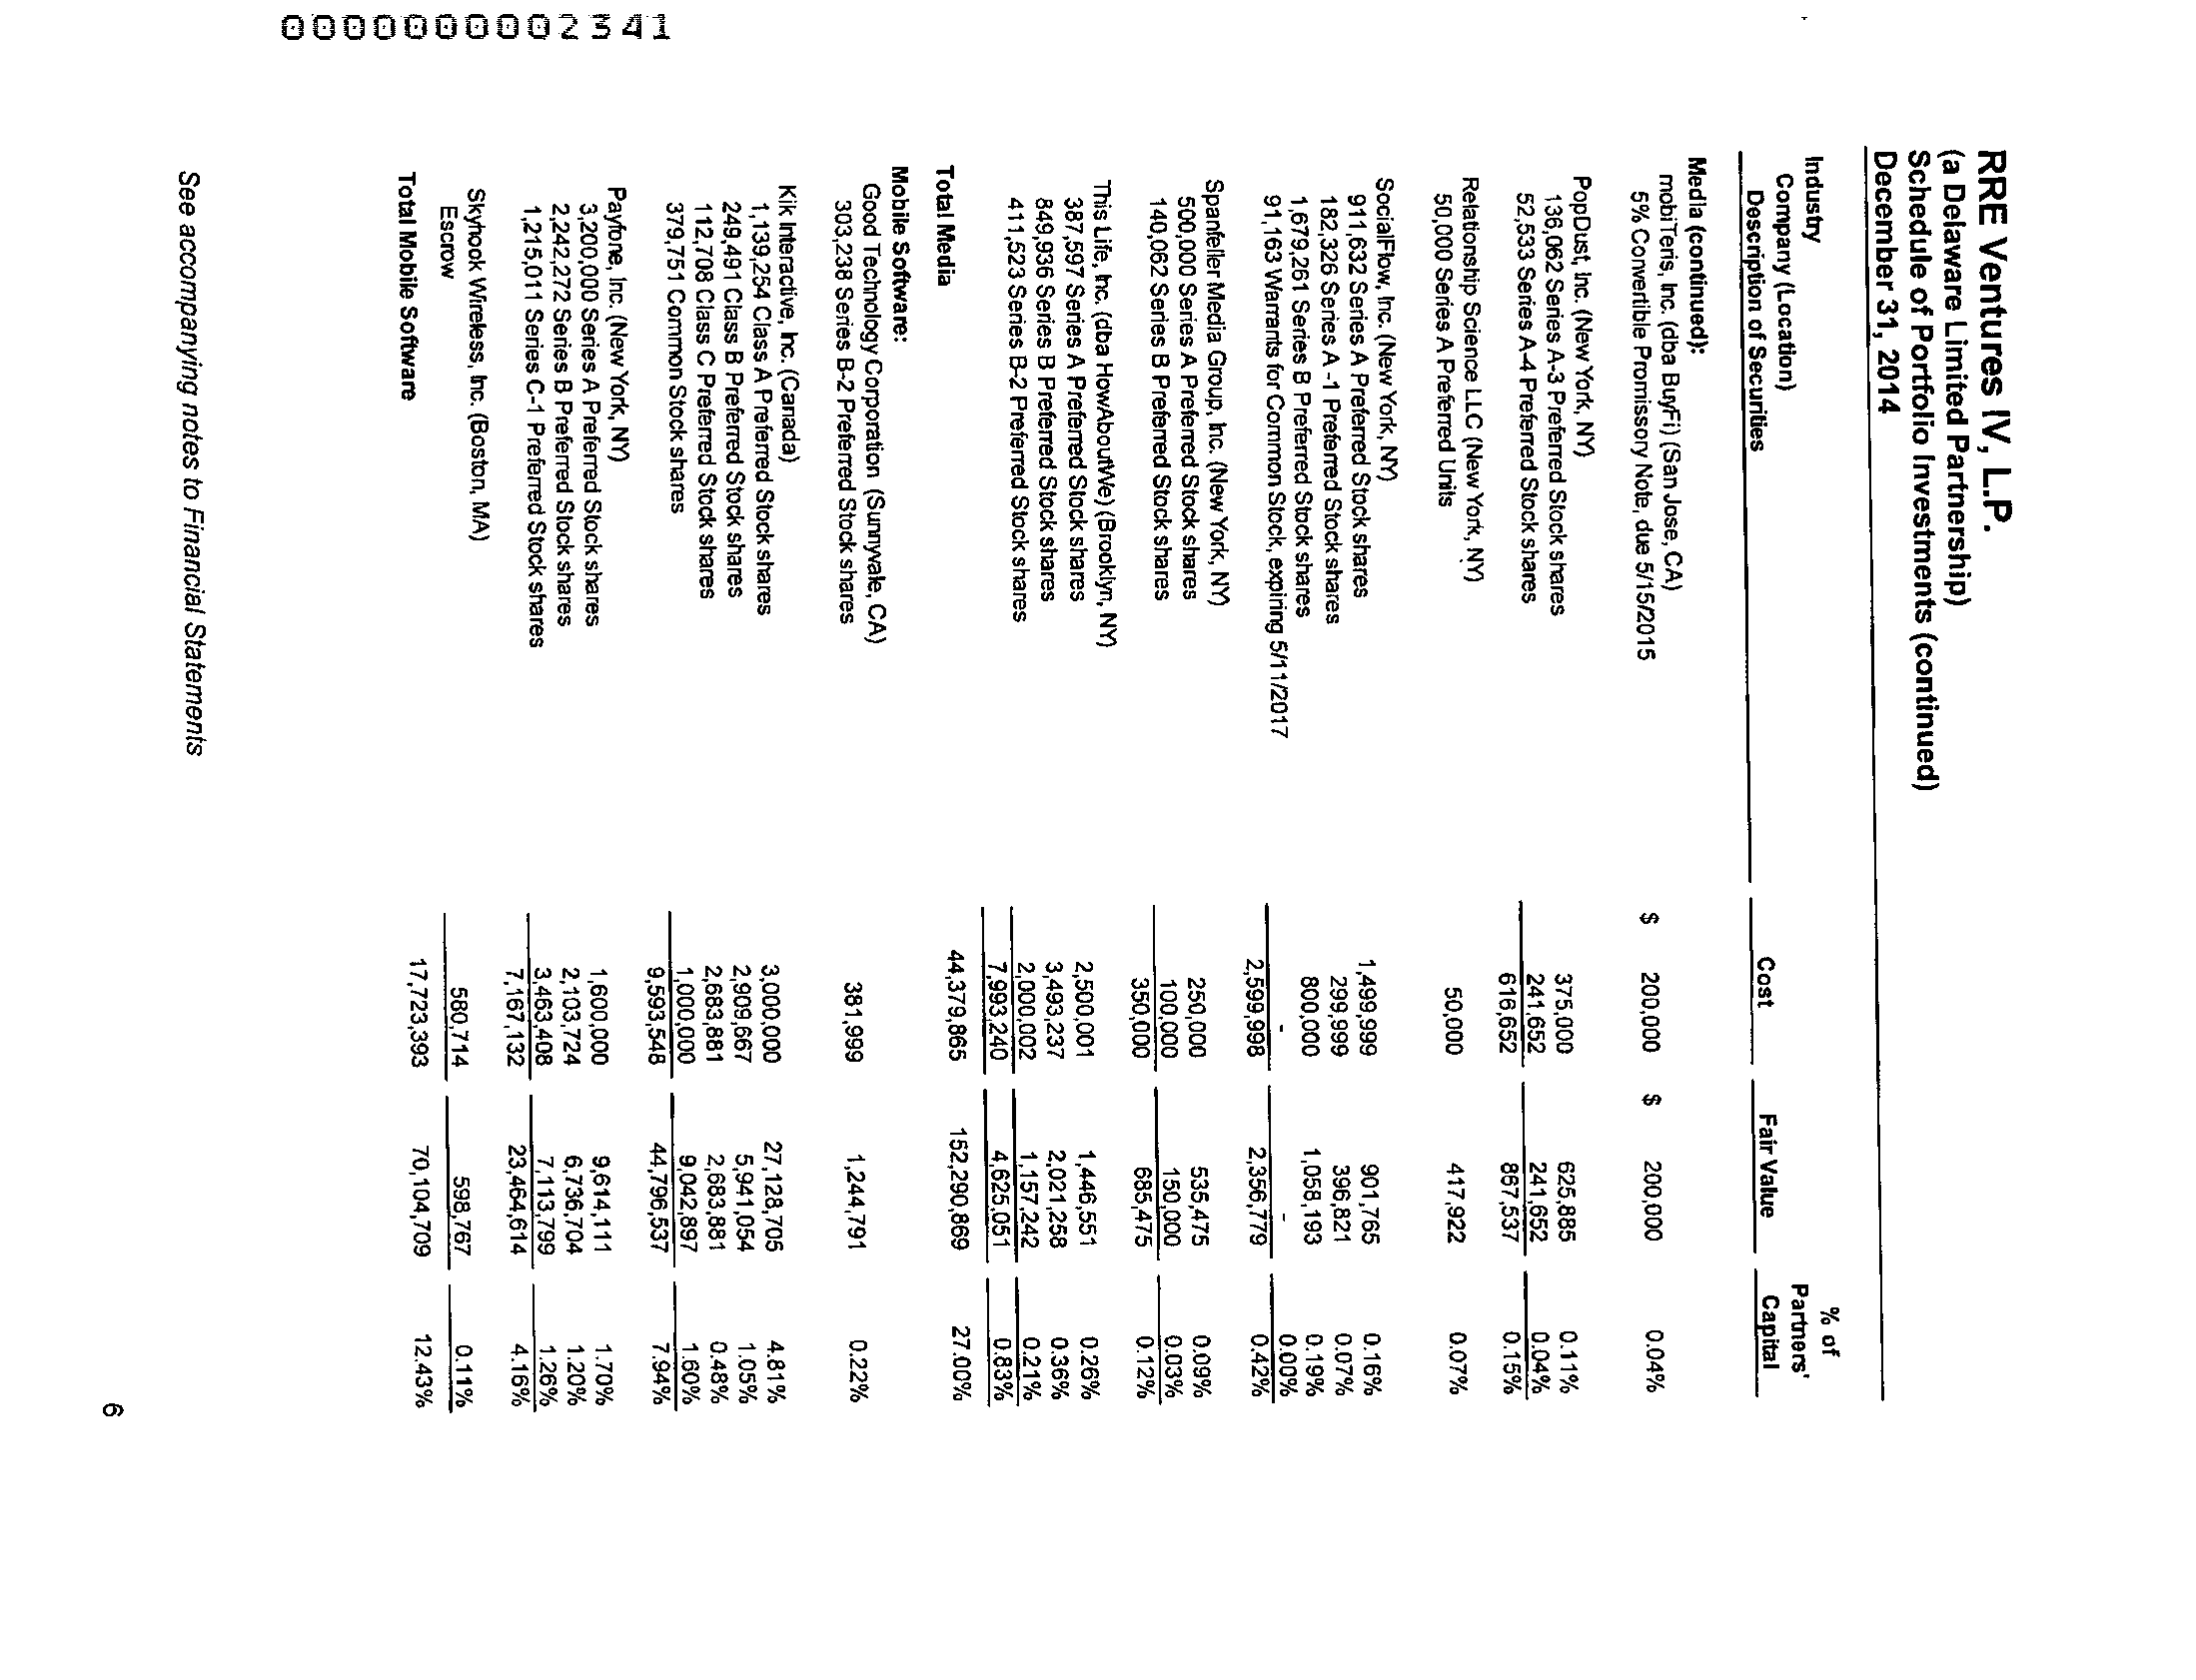 0000000002341
RRE Ventures IV, L.P.
(a Delaware Limited Partnership)
Schedule of Portfolio Investments (continued)
December 31, 2014
% of
Industry Partners'
Company (Location)
Description of Securities Cost Fair Value Capital
Media (continued):
mobiTeris, Inc. (dba BuyFi) (San Jose, CA)
5% Convertible Promissory Note, due 5/15/2015 $ 200,000 $ 200,000 0.04%
PopDust, Inc. (New York, NY)
136,062 Series A-3 Preferred Stock shares 375,000 625,885 0.11%
52,533 Series A-4 Preferred Stock shares 241,652 241,652 0.04%
616,652 867,537 0.15%
Relationship Science LLC (New York, NY)
50,000 Series A Preferred Units 50,000 417,922 0.07%
SocialFlow, Inc. (New York, NY)
911,632 Series A Preferred Stock shares 1,499,999 901,765 0.16%
182,326 Series A -1 Preferred Stock shares 299,999 396,821 0.07%
1,679,261 Series B Preferred Stock shares 800,000 1,058,193 0.19%
91,163 Warrants for Common Stock, expiring 5/11/2017 - - 0.00%
2,599,998 2,356,779 0.42%
Spanfeller Media Group, Inc. (New York, NY)
500,000 Series A Preferred Stock shares 250,000 535,475 0.09%
140,062 Series B Preferred Stock shares 100,000 150,000 0.03%
350,000 685,475 0.12%
This Life, Inc. (dba HowAboutWe) (Brooklyn, NY)
387,597 Series A Preferred Stock shares 2,500,001 1,446,551 0.26%
849,936 Series B Preferred Stock shares 3,493,237 2,021,258 0.36%
411,523 Series B-2 Preferred Stock shares 2,000,002 1,157,242 0.21%
7,993,240 4,625,051 0.83%
Total Media 44,379,865 152,290,869 27.00%
Mobile Software:
Good Technology Corporation (Sunnyvale, CA)
303,238 Series B-2 Preferred Stock shares 381,999 1,244,791 0.22%
Kik Interactive, Inc. (Canada)
1,139,254 Class A Preferred Stock shares 3,000,000 27,128,705 4.81%
249,491 Class B Preferred Stock shares 2,909,667 5,941,054 1.05%
112,708 Class C Preferred Stock shares 2,683,881 2,683,881 0.48%
379,751 Common Stock shares 1,000,000 9,042,897 1.60%
9,593,548 44,796,537 7.94%
Payfone, Inc. (New York, NY)
3,200,000 Series A Preferred Stock shares 1,600,000 9,614,111 1.70%
2,242,272 Series B Preferred Stock shares 2,103,724 6,736,704 1.20%
1,215,011 Series C-1 Preferred Stock shares 3,463,408 7,113,799 1.26%
7,167,132 23,464,614 4.16%
Skyhook Wireless, Inc. (Boston, MA)
Escrow 580,714 598,767 0.11%
Total Mobile Software 17,723,393 70,104,709 12.43%
See accompanying notes to Financial Statements
6